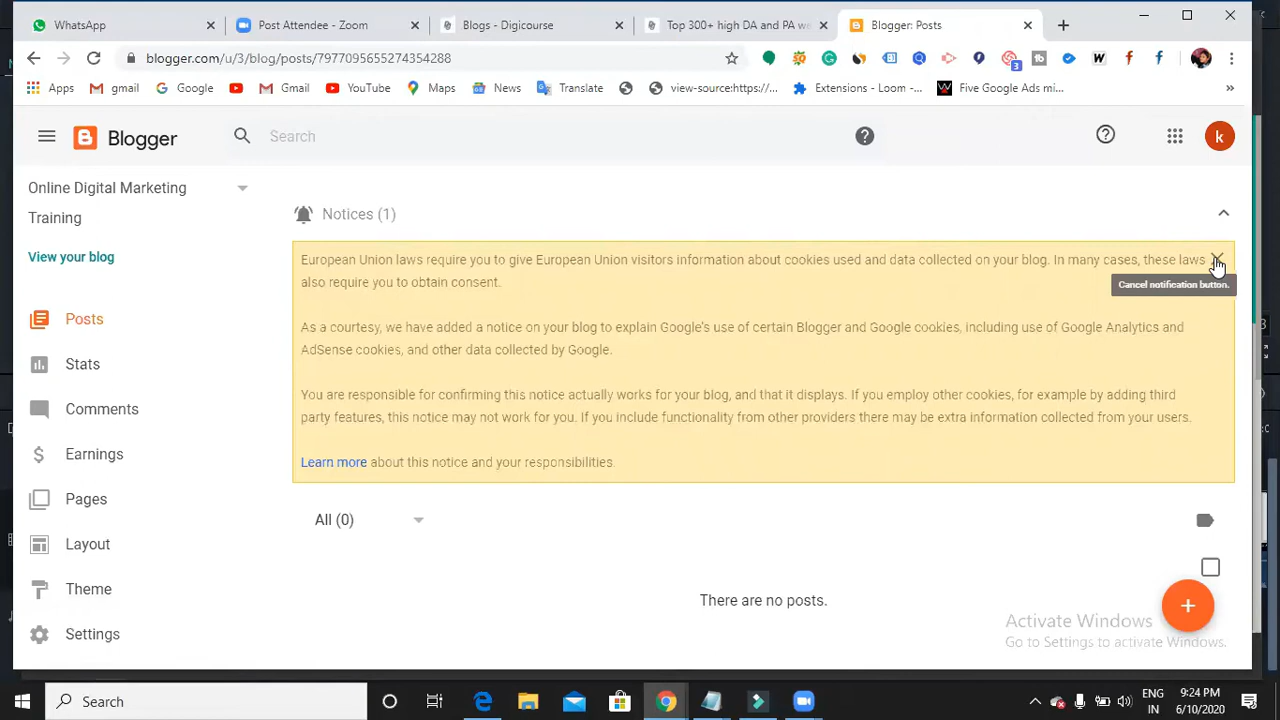 WhatsApp
Post Attendee - Zoom
Blogs - Digicourse
Top 300+ high DA and PA we
Blogger: Posts
blogger.com/u/3/blog/posts/7977095655274354288
3
Apps
gmail
Google
Gmail
YouTube
Maps
News
Translate
view-source:https://...
Extensions - Loom -...
Five Google Ads mi...
Blogger
Search
k
Online Digital Marketing
Training
View your blog
Posts
Stats
Comments
Earnings
Pages
Layout
Theme
Settings
Notices (1)
European Union laws require you to give European Union visitors information about cookies used and data collected on your blog. In many cases, these laws
also require you to obtain consent.
Cancel notification button.
As a courtesy, we have added a notice on your blog to explain Google's use of certain Blogger and Google cookies, including use of Google Analytics and
AdSense cookies, and other data collected by Google.
You are responsible for confirming this notice actually works for your blog, and that it displays. If you employ other cookies, for example by adding third
party features, this notice may not work for you. If you include functionality from other providers there may be extra information collected from your users.
Learn more about this notice and your responsibilities.
All (0)
There are no posts.
Activate Windows
Go to Settings to activate Windows.
Search
ENG
IN
9:24 PM
6/10/2020